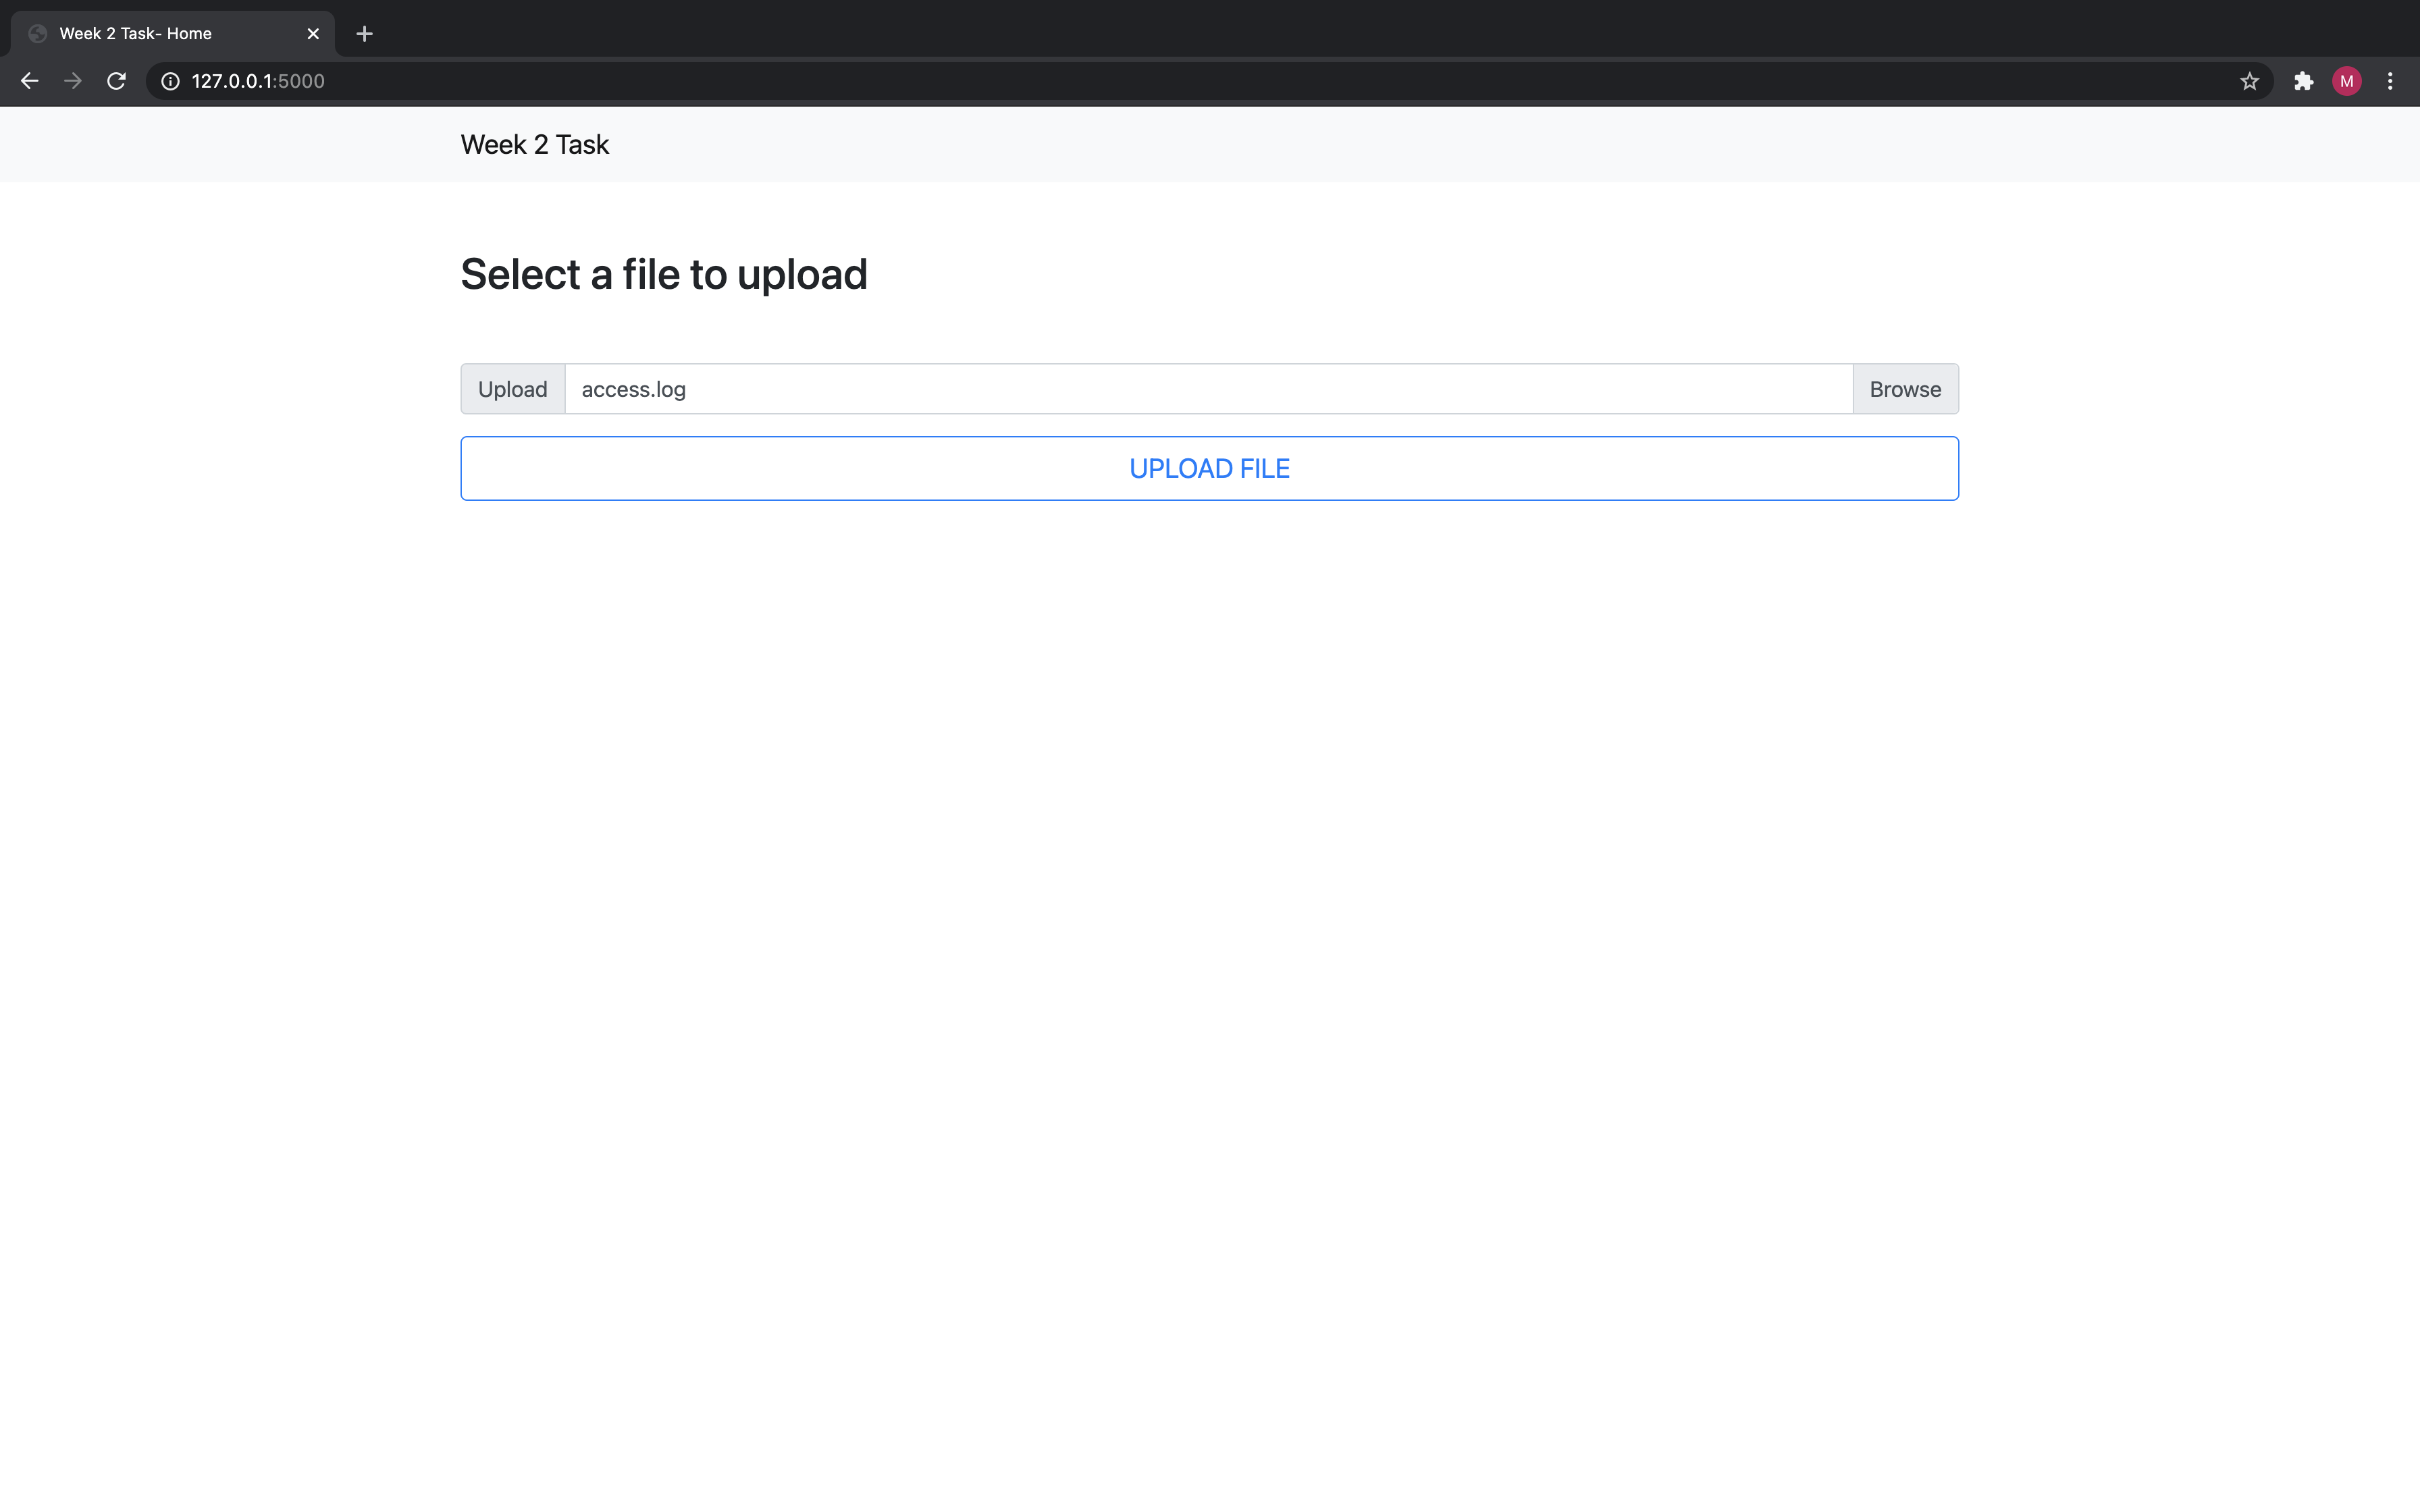 Week 2 Task- Home
127.0.0.1:5000
M
Week 2 Task
Select a file to upload
Upload access.log Browse
UPLOAD FILE